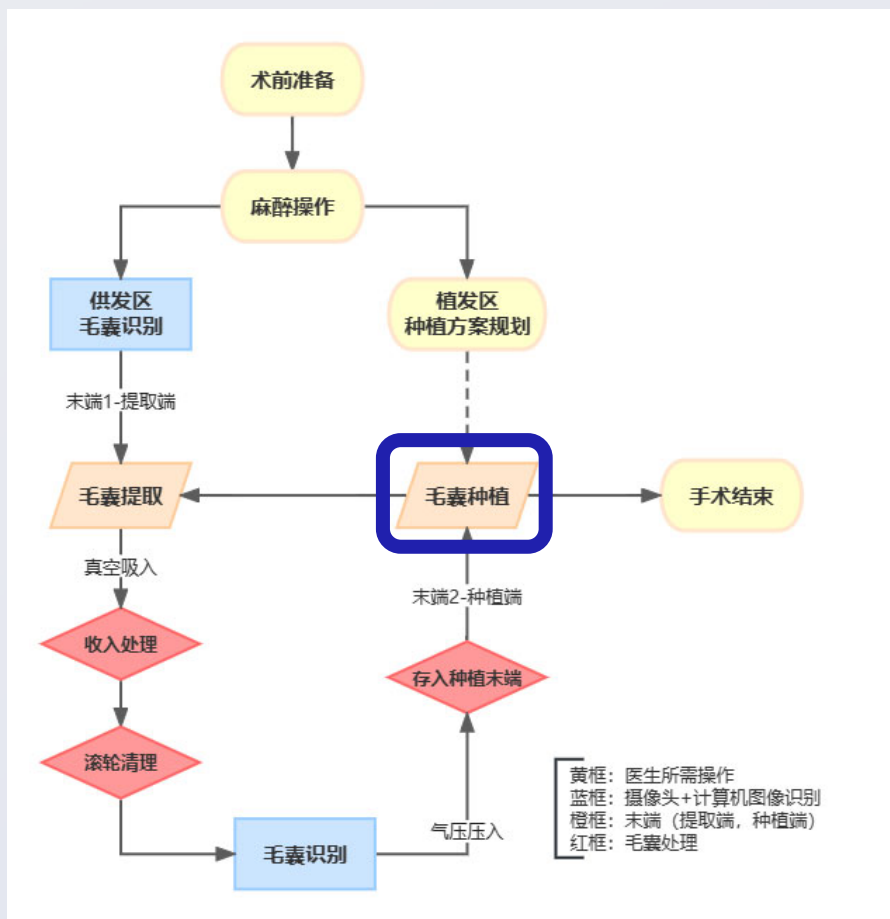 术前准备
麻醉操作
供发区
毛囊识别
植发区
种植方案规划
末端1-提取端
毛囊提取
毛囊种植
手术结束
真空吸入
末端2-种植端
收入处理
存入种植末端
滚轮清理
气压压入
毛囊识别
黄框：医生所需操作
蓝框：摄像头+计算机图像识别
橙框：末端（提取端，种植端）
红框：毛囊处理